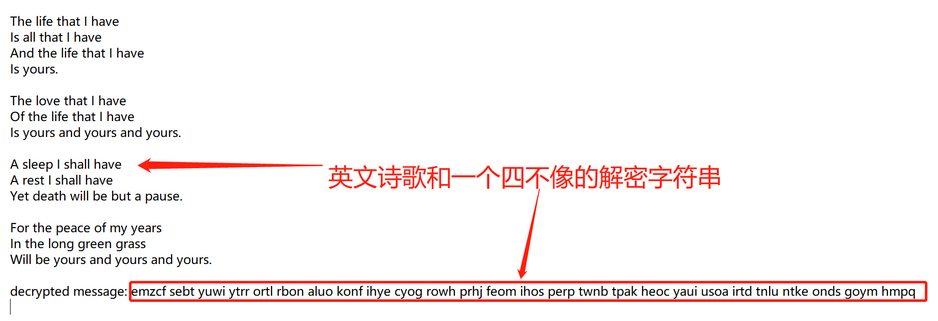 The life that I have
Is all that I have
And the life that I have
Is yours.
The love that I have
Of the life that I have
Is yours and yours and yours.
A sleep I shall have
A rest I shall have
Yet death will be but a pause.
For the peace of my years
In the long green grass
Will be yours and yours and yours.
英文诗歌和一个四不像的解密字符串
decrypted message: emzcf sebt yuwi ytrr ortl rbon aluo konf ihye cyog rowh prhj feom ihos perp twnb tpak heoc yaui usoa irtd tnlu ntke onds goym hmpq